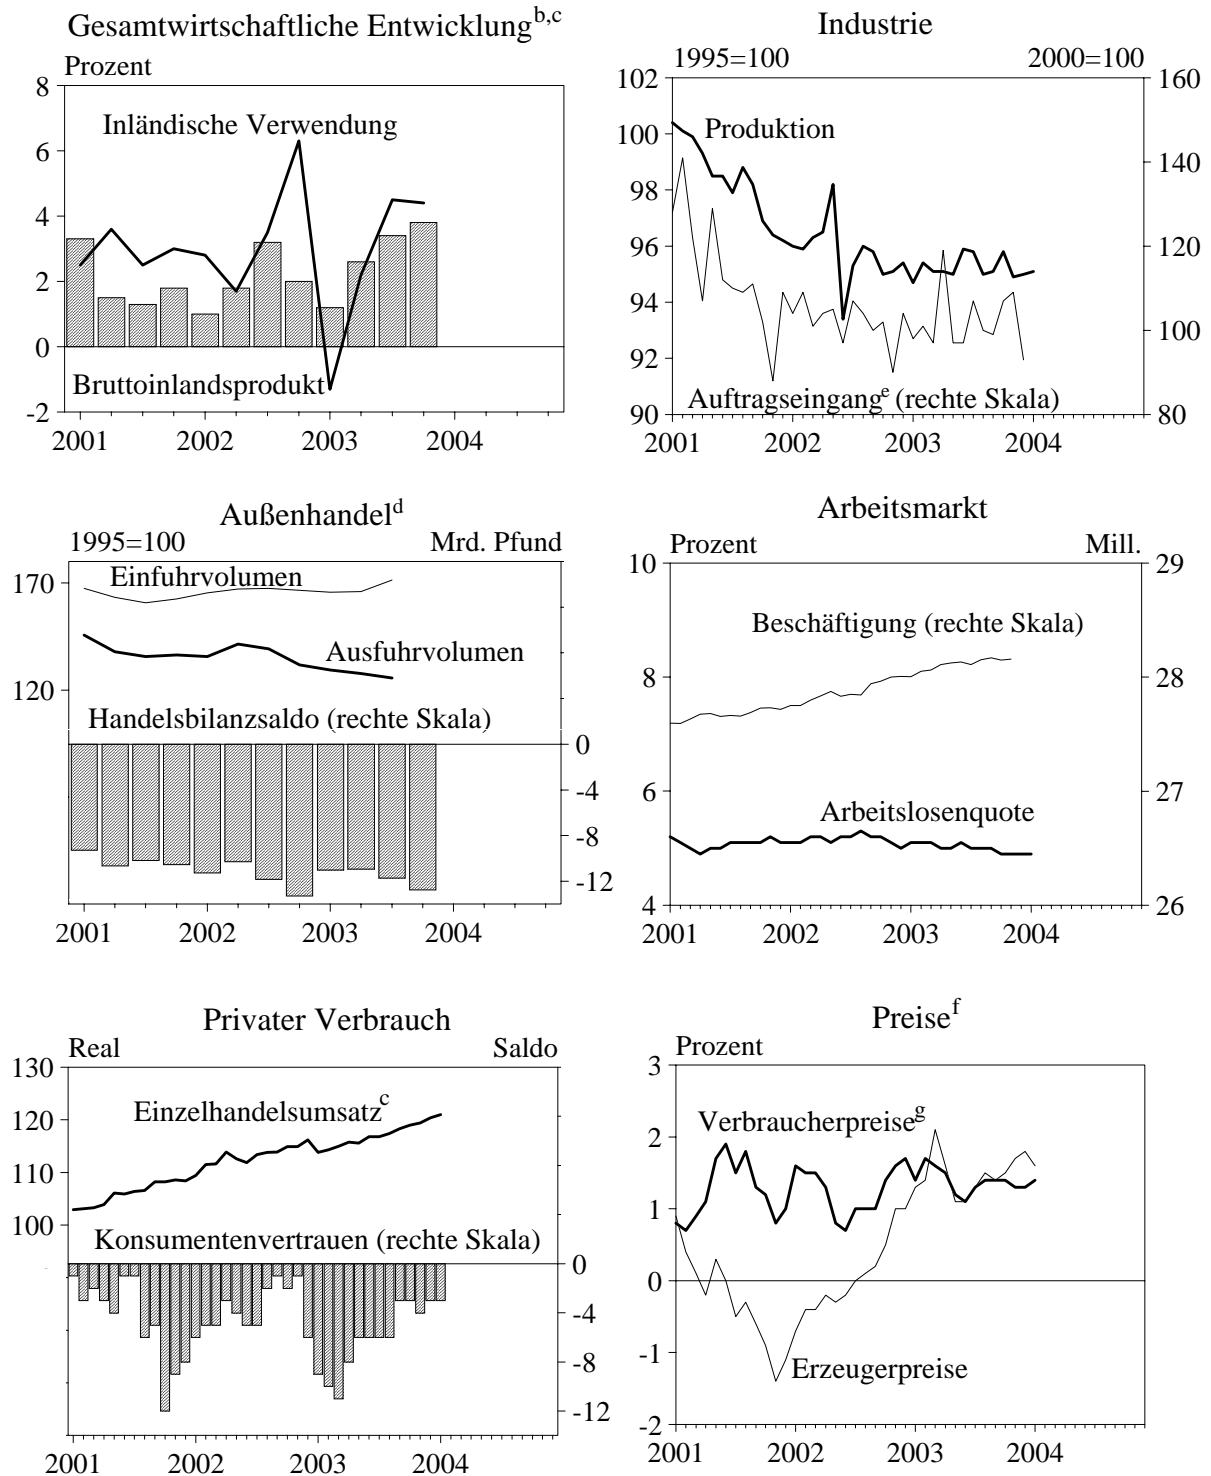 Gesamtwirtschaftliche Entwicklung b,c
Prozent
8
6
4
2
0
-2
Inländische Verwendung
Bruttoinlandsprodukt
2001 2002 2003 2004
Industrie
1995=100 2000=100
102
100
98
96
94
92
90
160
140
120
100
80
Produktion
Auftragseingang e (rechte Skala)
2001 2002 2003 2004
Außenhandel d
1995=100 Mrd. Pfund
170
120
Einfuhrvolumen
Ausfuhrvolumen
Handelsbilanzsaldo (rechte Skala)
0
-4
-8
-12
2001 2002 2003 2004
Arbeitsmarkt
Prozent Mill.
10
8
6
4
29
28
27
26
Beschäftigung (rechte Skala)
Arbeitslosenquote
2001 2002 2003 2004
Privater Verbrauch
Real Saldo
130
120
110
100
Einzelhandelsumsatz c
Konsumentenvertrauen (rechte Skala)
0
-4
-8
-12
2001 2002 2003 2004
Preise f
Prozent
3
2
1
0
-1
-2
Verbraucherpreise g
Erzeugerpreise
2001 2002 2003 2004